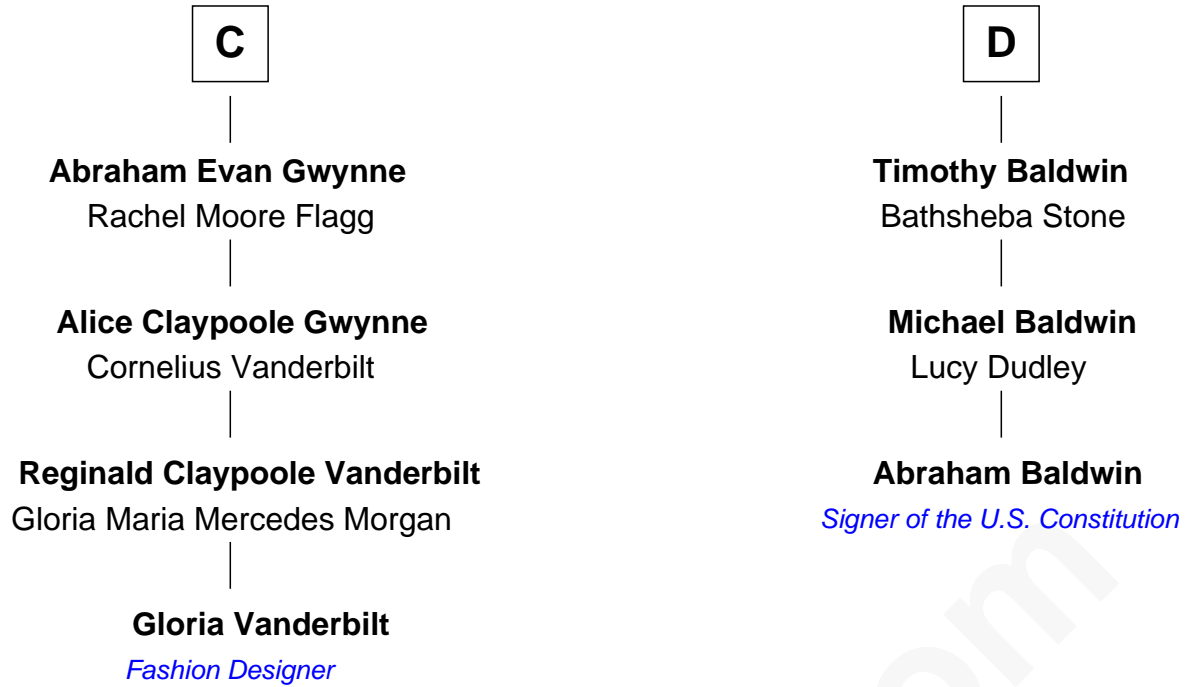 C
Abraham Evan Gwynne
Rachel Moore Flagg
Alice Claypoole Gwynne
Cornelius Vanderbilt
Reginald Claypoole Vanderbilt
Gloria Maria Mercedes Morgan
Gloria Vanderbilt
Fashion Designer
D
Timothy Baldwin
Bathsheba Stone
Michael Baldwin
Lucy Dudley
Abraham Baldwin
Signer of the U.S. Constitution
om